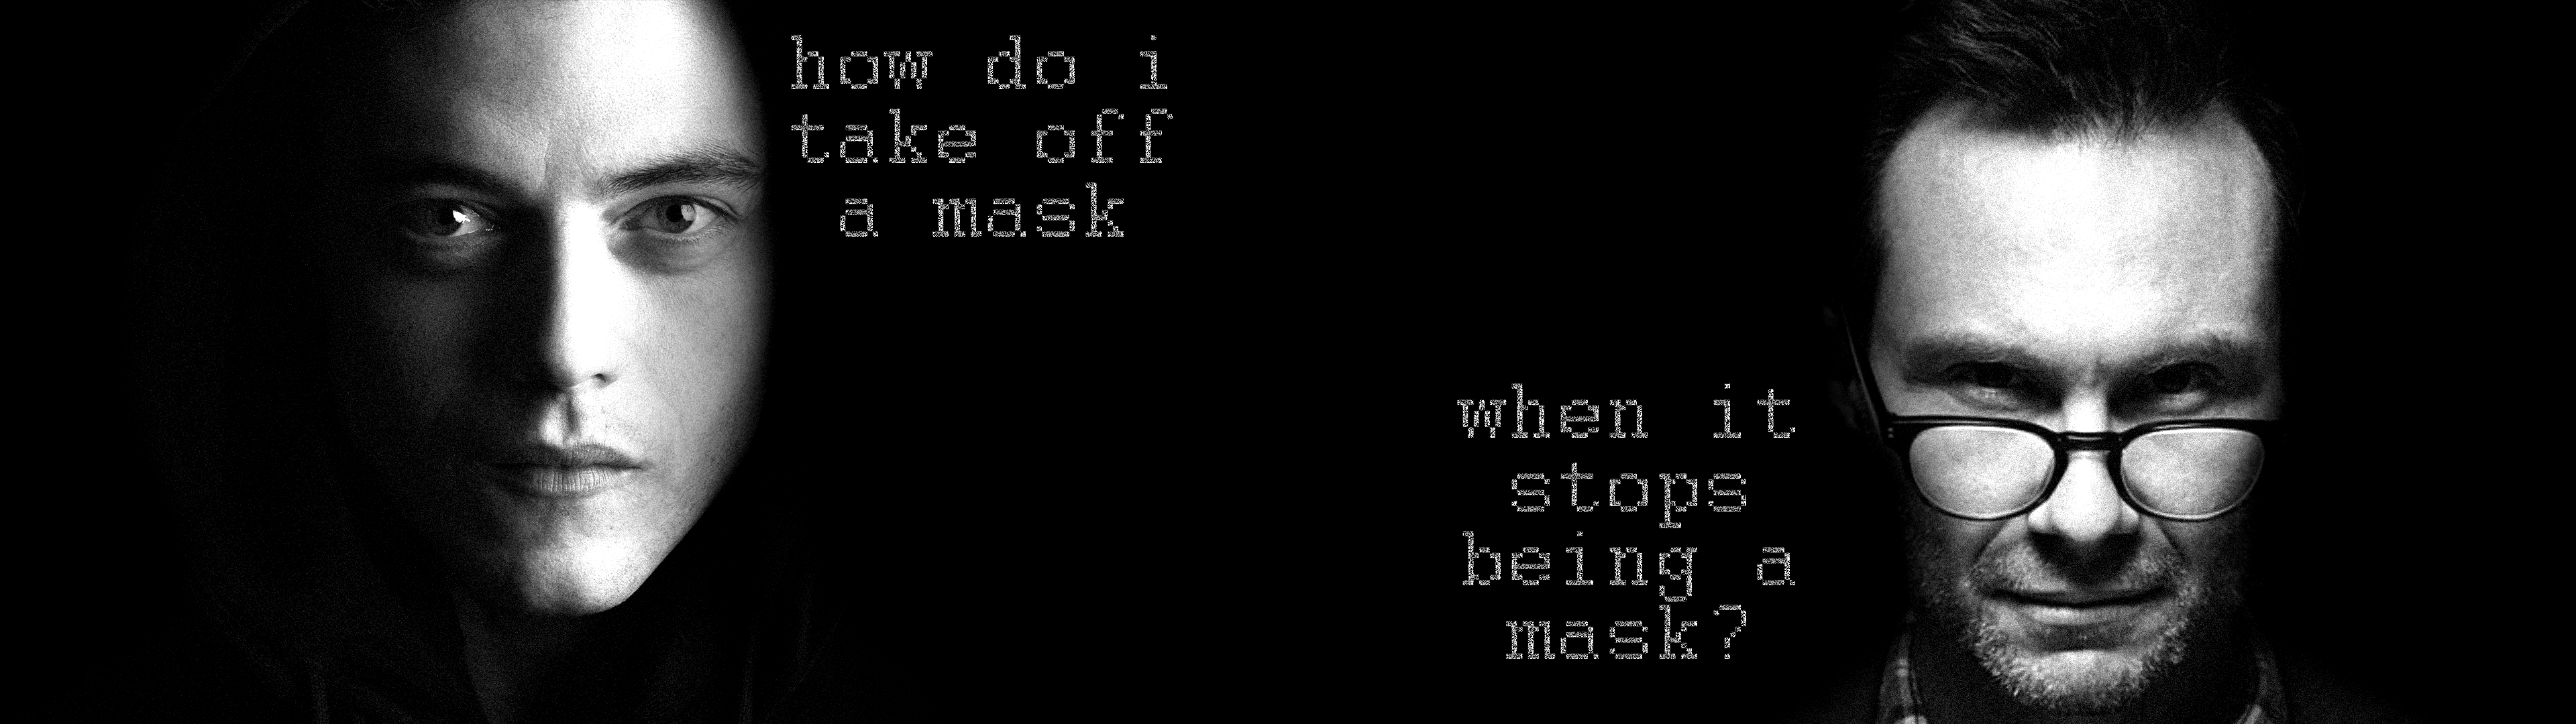 how do i
take off
a mask
when it
stops
being a
mask?